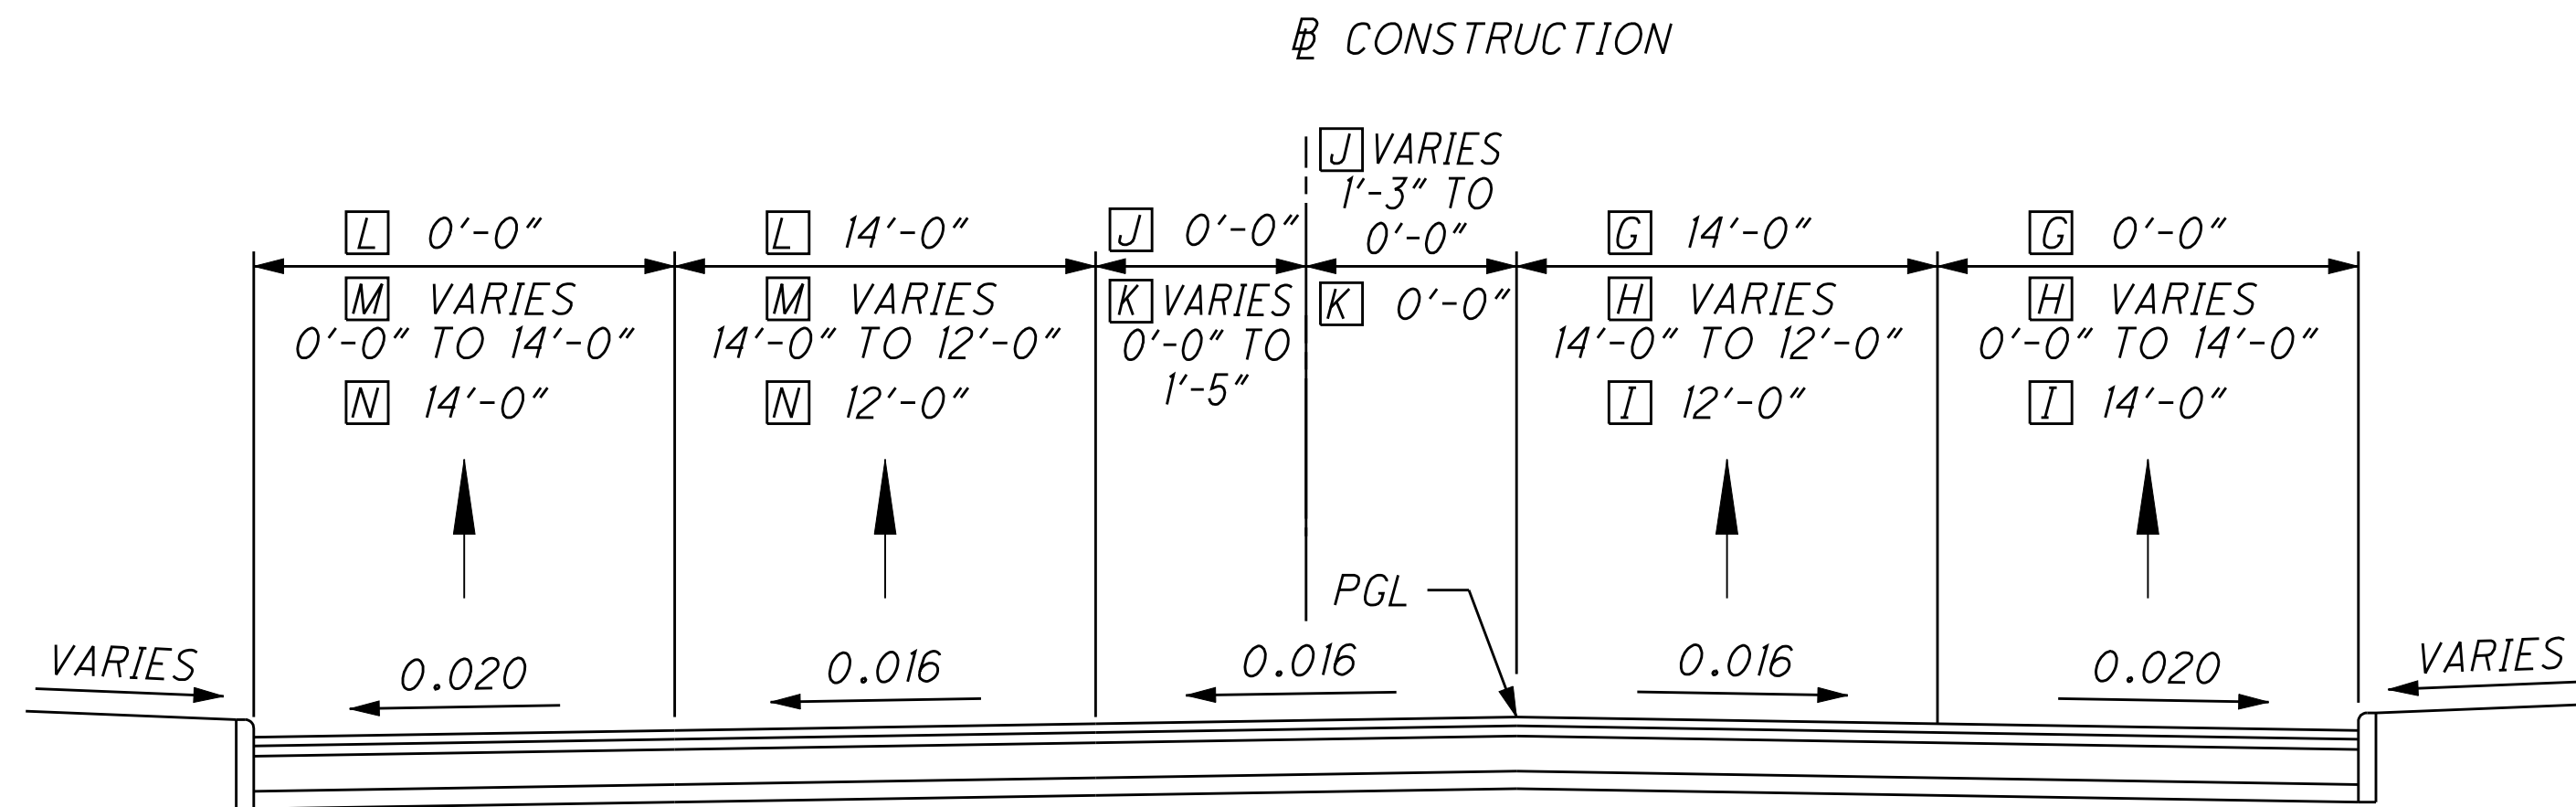 ℄ CONSTRUCTION
J VARIES
1'-3" TO
0'-0"
L 0'-0"
M VARIES
0'-0" TO 14'-0"
N 14'-0"
L 14'-0"
M VARIES
14'-0" TO 12'-0"
N 12'-0"
J 0'-0"
K VARIES
0'-0" TO
1'-5"
K 0'-0"
G 14'-0"
H VARIES
14'-0" TO 12'-0"
I 12'-0"
G 0'-0"
H VARIES
0'-0" TO 14'-0"
I 14'-0"
PGL
VARIES
0.020
0.016
0.016
0.016
0.020
VARIES